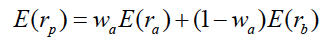 E(r_p) = w_a E(r_a) + (1 − w_a)E(r_b)